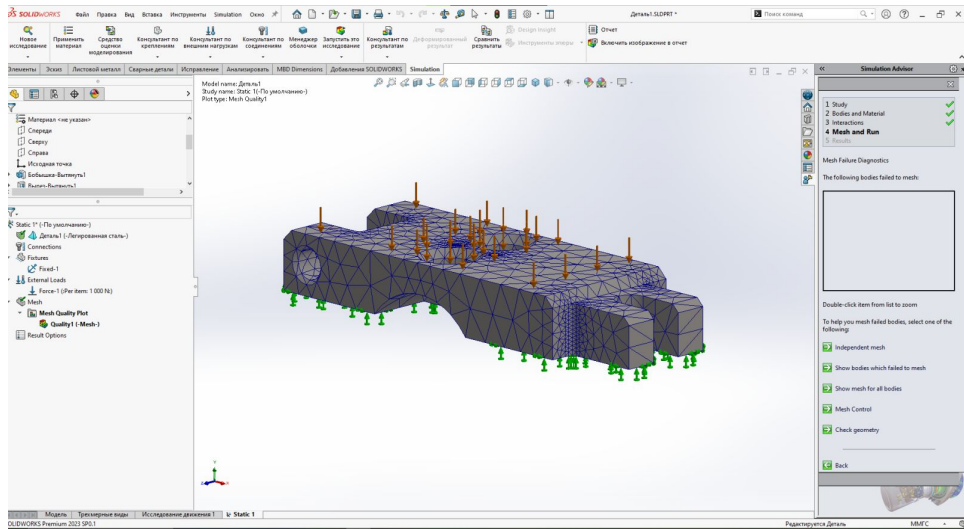 SOLIDWORKS Файл Правка Вид Вставка Инструменты Simulation Окно Деталь1.SLDPRT * Поиск команд
Новое исследование
Применить материал
Средство оценки моделирования
Консультант по креплениям
Консультант по внешним нагрузкам
Консультант по соединениям
Менеджер оболочки
Запустить это исследование
Консультант по результатам
Деформированный результат
Сравнить результаты
Design Insight
Инструменты эпюры
Отчет
Включить изображение в отчет
Элементы Эскиз Листовой металл Сварные детали Исправление Анализировать MBD Dimensions Добавления SOLIDWORKS Simulation
Материал <не указан>
Спереди
Сверху
Справа
Исходная точка
Бобышка-Вытянуть1
Вырез-Вытянуть1
Static 1* (-По умолчанию-)
Деталь1 (-Легированная сталь-)
Connections
Fixtures
Fixed-1
External Loads
Force-1 (:Per item: 1 000 N:)
Mesh
Mesh Quality Plot
Quality1 (-Mesh-)
Result Options
Model name: Деталь1
Study name: Static 1(-По умолчанию-)
Plot type: Mesh Quality1
Simulation Advisor
1 Study
2 Bodies and Material
3 Interactions
4 Mesh and Run
5 Results
Mesh Failure Diagnostics
The following bodies failed to mesh:
Double-click item from list to zoom
To help you mesh failed bodies, select one of the
following:
Independent mesh
Show bodies which failed to mesh
Show mesh for all bodies
Mesh Control
Check geometry
Back
Модель Трехмерные виды Исследование движения 1 Static 1
OLIDWORKS Premium 2023 SP0.1 Редактируется Деталь ММГС